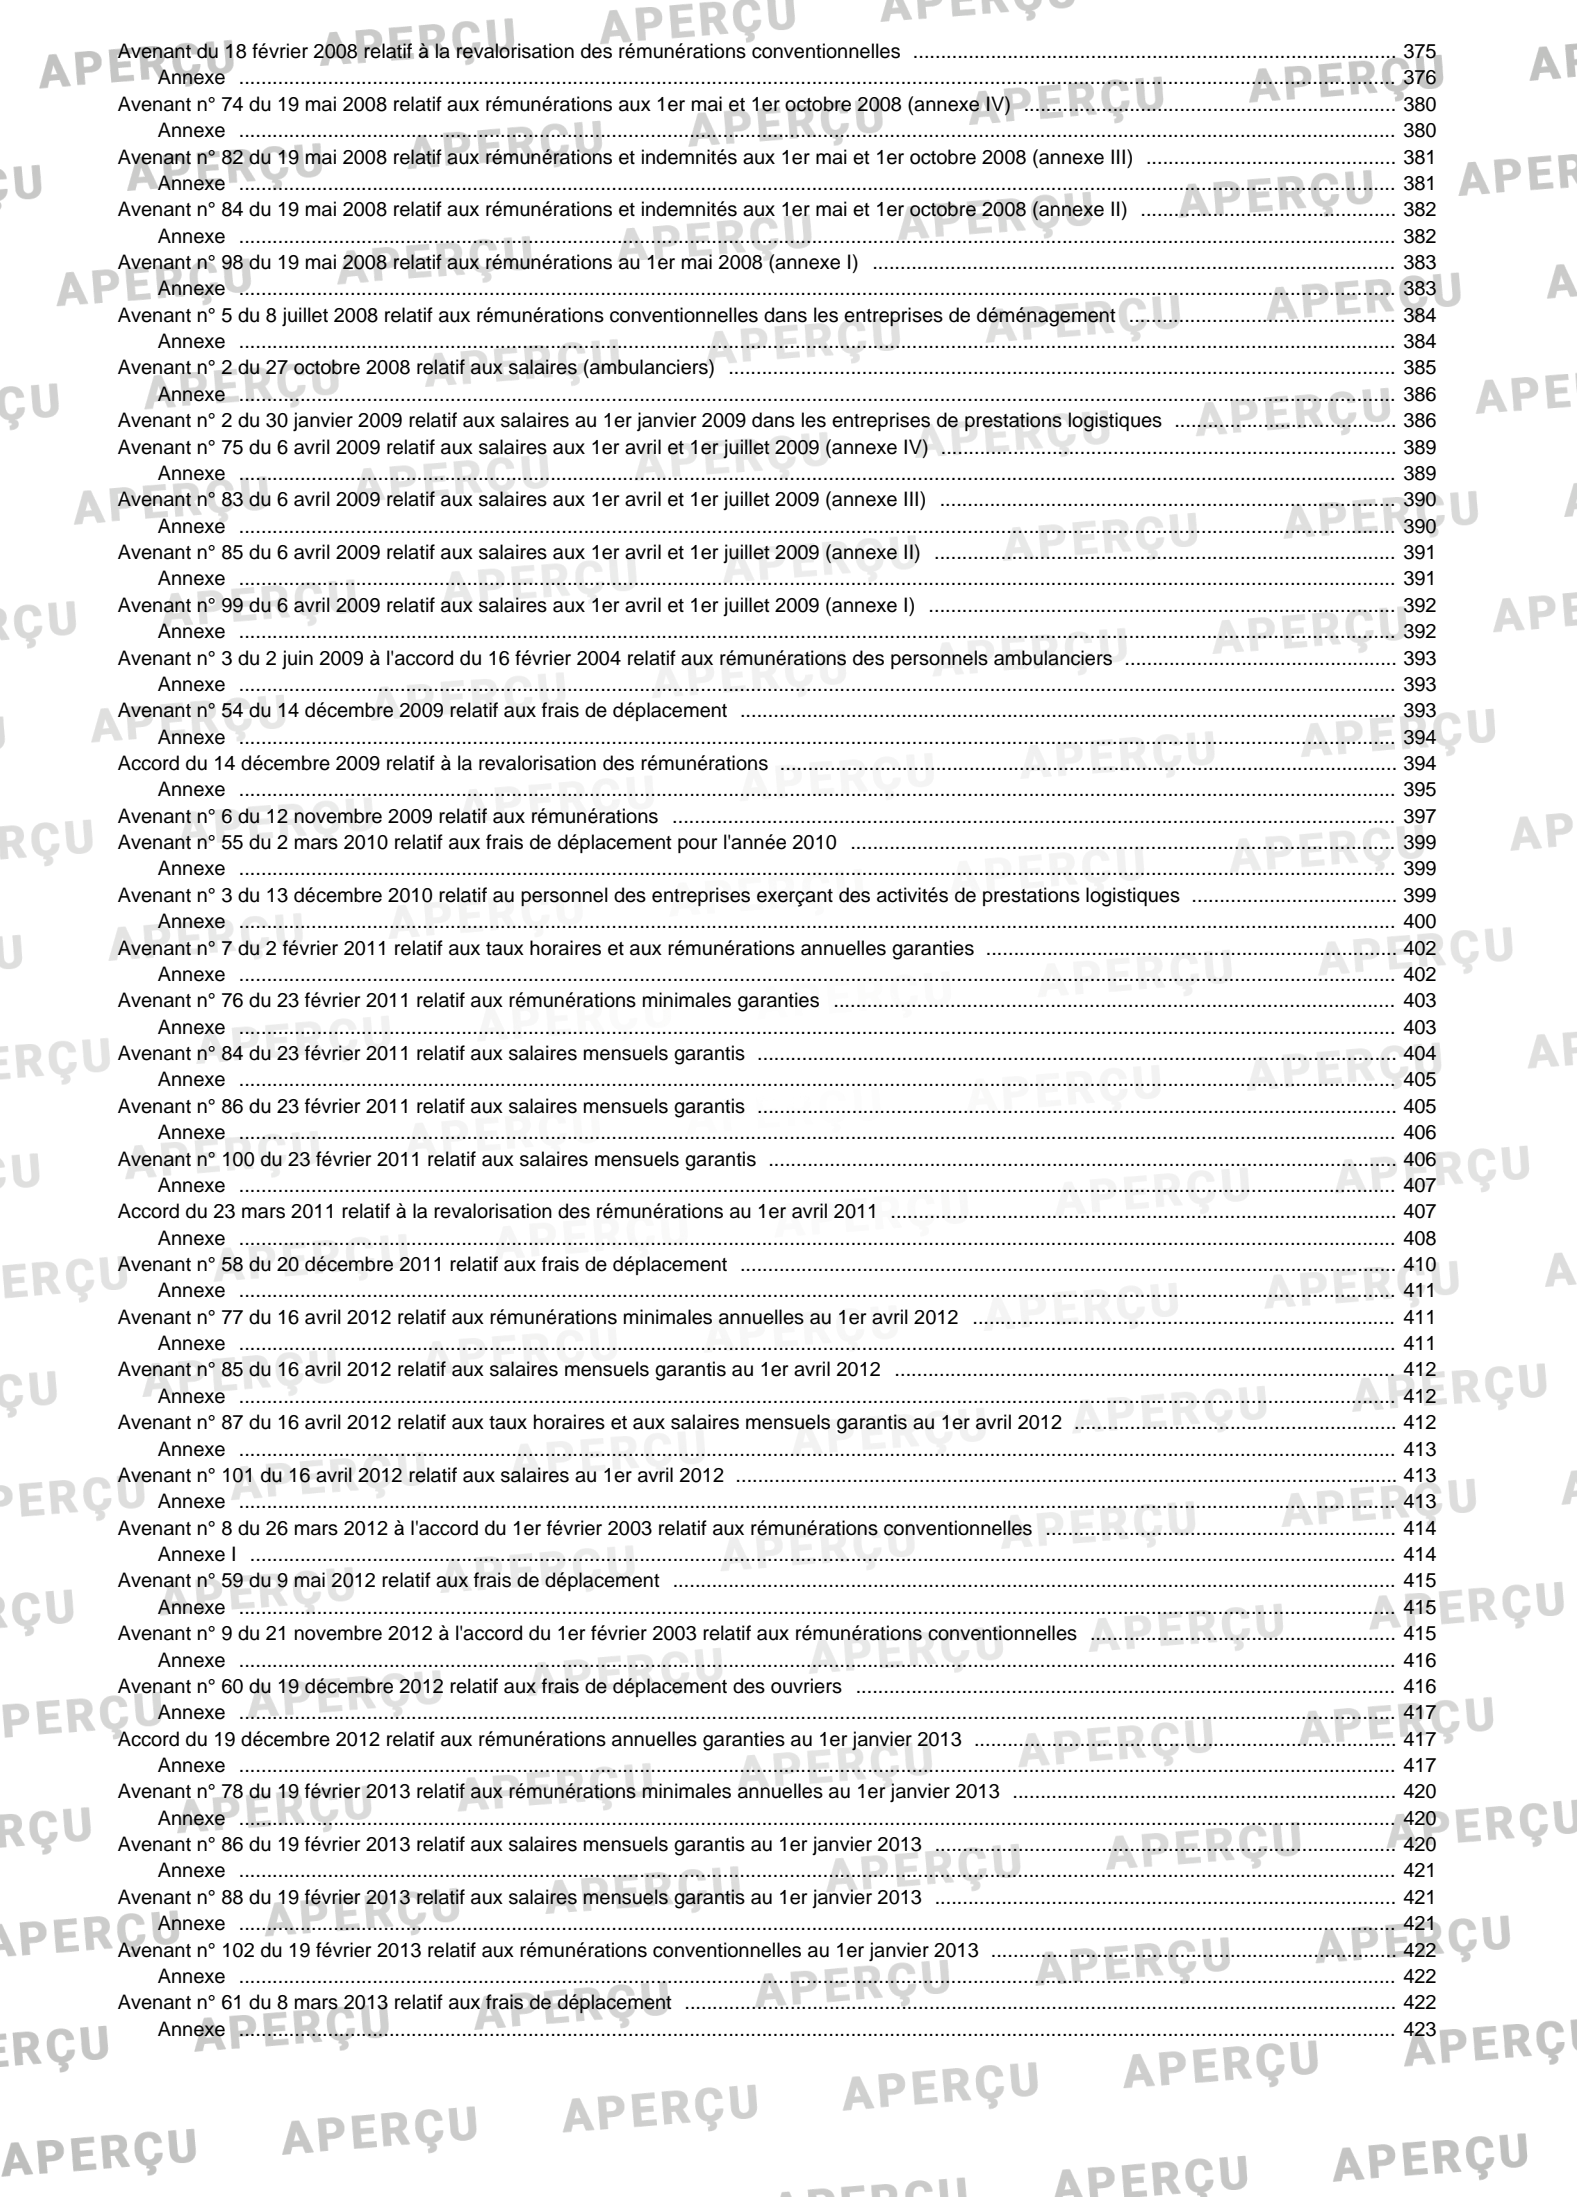 Avenant du 18 février 2008 relatif à la revalorisation des rémunérations conventionnelles ... 375
Annexe ... 376
Avenant n° 74 du 19 mai 2008 relatif aux rémunérations aux 1er mai et 1er octobre 2008 (annexe IV) ... 380
Annexe ... 380
Avenant n° 82 du 19 mai 2008 relatif aux rémunérations et indemnités aux 1er mai et 1er octobre 2008 (annexe III) ... 381
Annexe ... 381
Avenant n° 84 du 19 mai 2008 relatif aux rémunérations et indemnités aux 1er mai et 1er octobre 2008 (annexe II) ... 382
Annexe ... 382
Avenant n° 98 du 19 mai 2008 relatif aux rémunérations au 1er mai 2008 (annexe I) ... 383
Annexe ... 383
Avenant n° 5 du 8 juillet 2008 relatif aux rémunérations conventionnelles dans les entreprises de déménagement ... 384
Annexe ... 384
Avenant n° 2 du 27 octobre 2008 relatif aux salaires (ambulanciers) ... 385
Annexe ... 386
Avenant n° 2 du 30 janvier 2009 relatif aux salaires au 1er janvier 2009 dans les entreprises de prestations logistiques ... 386
Avenant n° 75 du 6 avril 2009 relatif aux salaires aux 1er avril et 1er juillet 2009 (annexe IV) ... 389
Annexe ... 389
Avenant n° 83 du 6 avril 2009 relatif aux salaires aux 1er avril et 1er juillet 2009 (annexe III) ... 390
Annexe ... 390
Avenant n° 85 du 6 avril 2009 relatif aux salaires aux 1er avril et 1er juillet 2009 (annexe II) ... 391
Annexe ... 391
Avenant n° 99 du 6 avril 2009 relatif aux salaires aux 1er avril et 1er juillet 2009 (annexe I) ... 392
Annexe ... 392
Avenant n° 3 du 2 juin 2009 à l'accord du 16 février 2004 relatif aux rémunérations des personnels ambulanciers ... 393
Annexe ... 393
Avenant n° 54 du 14 décembre 2009 relatif aux frais de déplacement ... 393
Annexe ... 394
Accord du 14 décembre 2009 relatif à la revalorisation des rémunérations ... 394
Annexe ... 395
Avenant n° 6 du 12 novembre 2009 relatif aux rémunérations ... 397
Avenant n° 55 du 2 mars 2010 relatif aux frais de déplacement pour l'année 2010 ... 399
Annexe ... 399
Avenant n° 3 du 13 décembre 2010 relatif au personnel des entreprises exerçant des activités de prestations logistiques ... 399
Annexe ... 400
Avenant n° 7 du 2 février 2011 relatif aux taux horaires et aux rémunérations annuelles garanties ... 402
Annexe ... 402
Avenant n° 76 du 23 février 2011 relatif aux rémunérations minimales garanties ... 403
Annexe ... 403
Avenant n° 84 du 23 février 2011 relatif aux salaires mensuels garantis ... 404
Annexe ... 405
Avenant n° 86 du 23 février 2011 relatif aux salaires mensuels garantis ... 405
Annexe ... 406
Avenant n° 100 du 23 février 2011 relatif aux salaires mensuels garantis ... 406
Annexe ... 407
Accord du 23 mars 2011 relatif à la revalorisation des rémunérations au 1er avril 2011 ... 407
Annexe ... 408
Avenant n° 58 du 20 décembre 2011 relatif aux frais de déplacement ... 410
Annexe ... 411
Avenant n° 77 du 16 avril 2012 relatif aux rémunérations minimales annuelles au 1er avril 2012 ... 411
Annexe ... 411
Avenant n° 85 du 16 avril 2012 relatif aux salaires mensuels garantis au 1er avril 2012 ... 412
Annexe ... 412
Avenant n° 87 du 16 avril 2012 relatif aux taux horaires et aux salaires mensuels garantis au 1er avril 2012 ... 412
Annexe ... 413
Avenant n° 101 du 16 avril 2012 relatif aux salaires au 1er avril 2012 ... 413
Annexe ... 413
Avenant n° 8 du 26 mars 2012 à l'accord du 1er février 2003 relatif aux rémunérations conventionnelles ... 414
Annexe I ... 414
Avenant n° 59 du 9 mai 2012 relatif aux frais de déplacement ... 415
Annexe ... 415
Avenant n° 9 du 21 novembre 2012 à l'accord du 1er février 2003 relatif aux rémunérations conventionnelles ... 415
Annexe ... 416
Avenant n° 60 du 19 décembre 2012 relatif aux frais de déplacement des ouvriers ... 416
Annexe ... 417
Accord du 19 décembre 2012 relatif aux rémunérations annuelles garanties au 1er janvier 2013 ... 417
Annexe ... 417
Avenant n° 78 du 19 février 2013 relatif aux rémunérations minimales annuelles au 1er janvier 2013 ... 420
Annexe ... 420
Avenant n° 86 du 19 février 2013 relatif aux salaires mensuels garantis au 1er janvier 2013 ... 420
Annexe ... 421
Avenant n° 88 du 19 février 2013 relatif aux salaires mensuels garantis au 1er janvier 2013 ... 421
Annexe ... 421
Avenant n° 102 du 19 février 2013 relatif aux rémunérations conventionnelles au 1er janvier 2013 ... 422
Annexe ... 422
Avenant n° 61 du 8 mars 2013 relatif aux frais de déplacement ... 422
Annexe ... 423
APERÇU